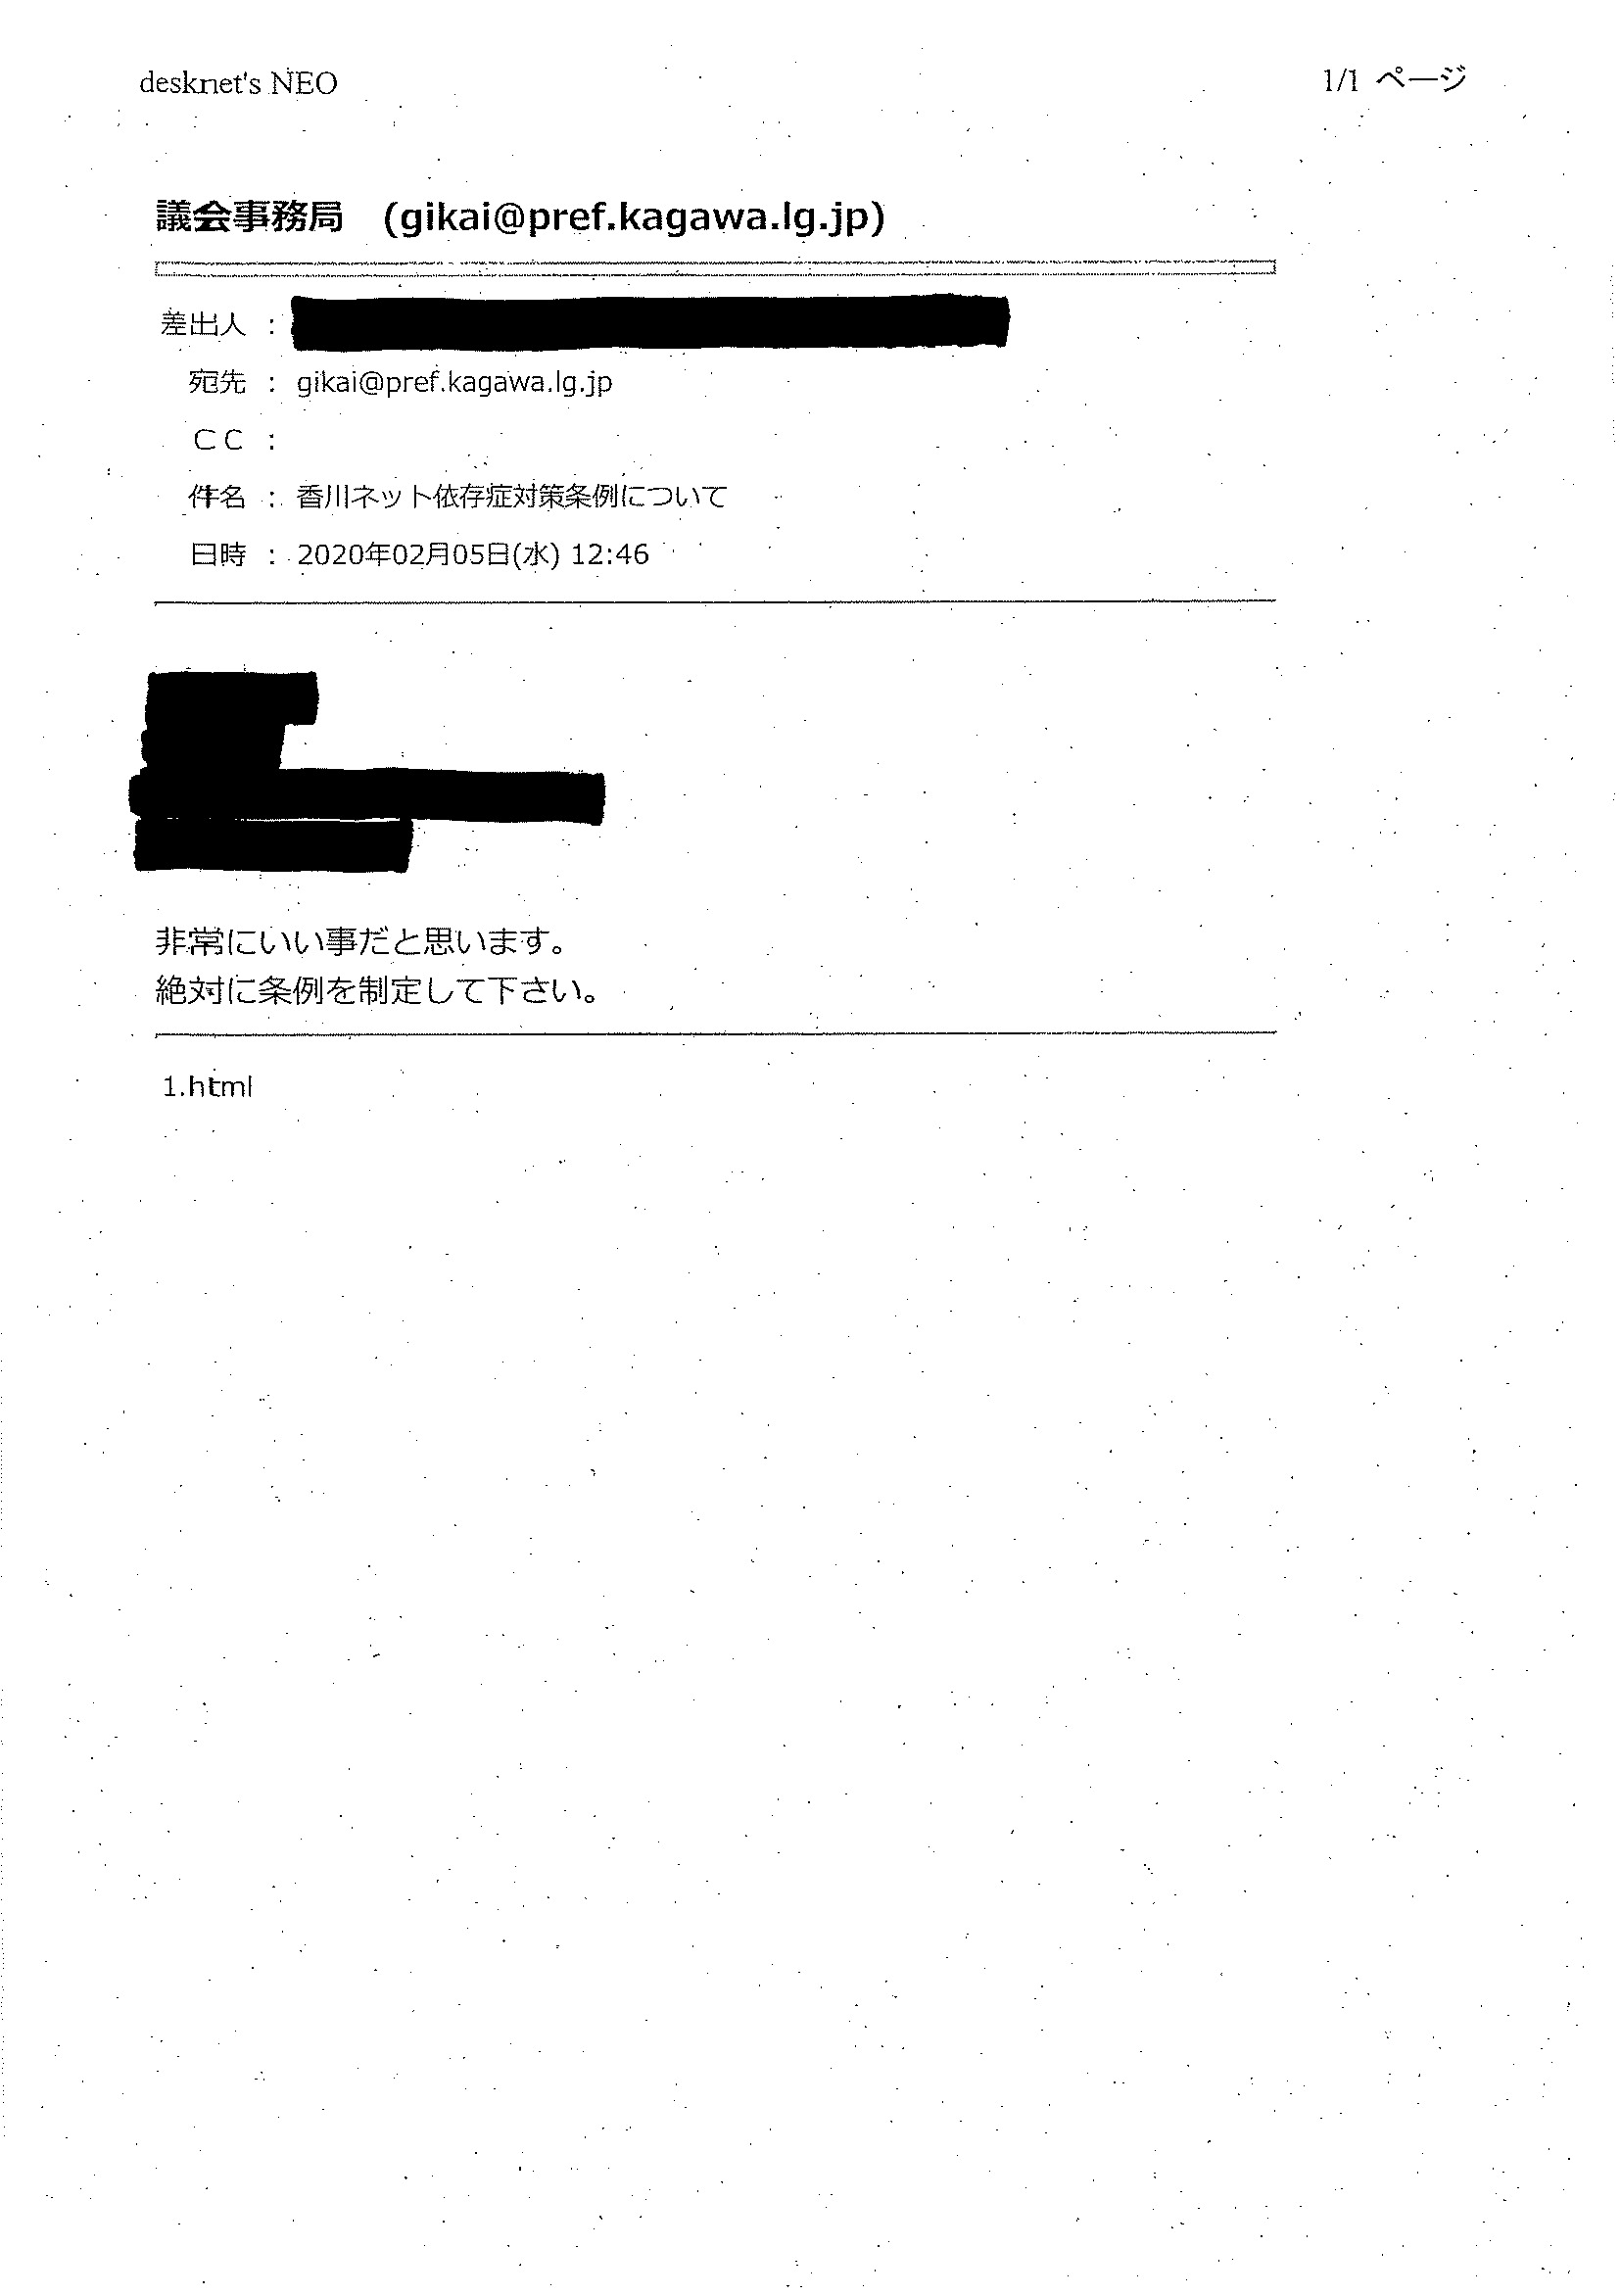 desknet's NEO
1/1 ページ
議会事務局 (gikai@pref.kagawa.lg.jp)
差出人 :
宛先 : gikai@pref.kagawa.lg.jp
ＣＣ :
件名 : 香川ネット依存症対策条例について
日時 : 2020年02月05日(水) 12:46
非常にいい事だと思います。
絶対に条例を制定して下さい。
1.html